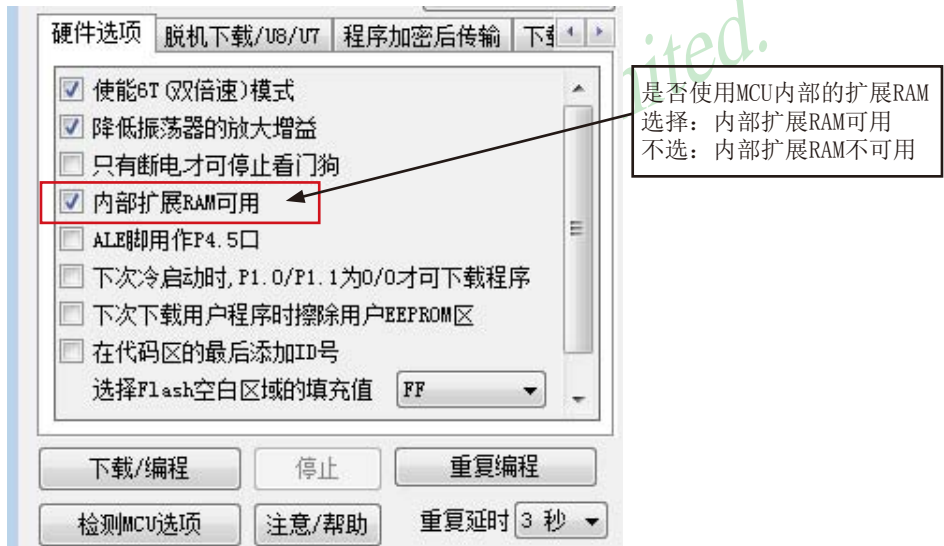 硬件选项 脱机下载/U8/U7 程序加密后传输
使能6T(双倍速)模式
降低振荡器的放大增益
只有断电才可停止看门狗
内部扩展RAM可用
ALE脚用作P4.5口
下次冷启动时,P1.0/P1.1为0/0才可下载程序
下次下载用户程序时擦除用户EEPROM区
在代码区的最后添加ID号
选择Flash空白区域的填充值 FF
下载/编程 停止 重复编程
检测MCU选项 注意/帮助 重复延时 3 秒
是否使用MCU内部的扩展RAM
选择：内部扩展RAM可用
不选：内部扩展RAM不可用